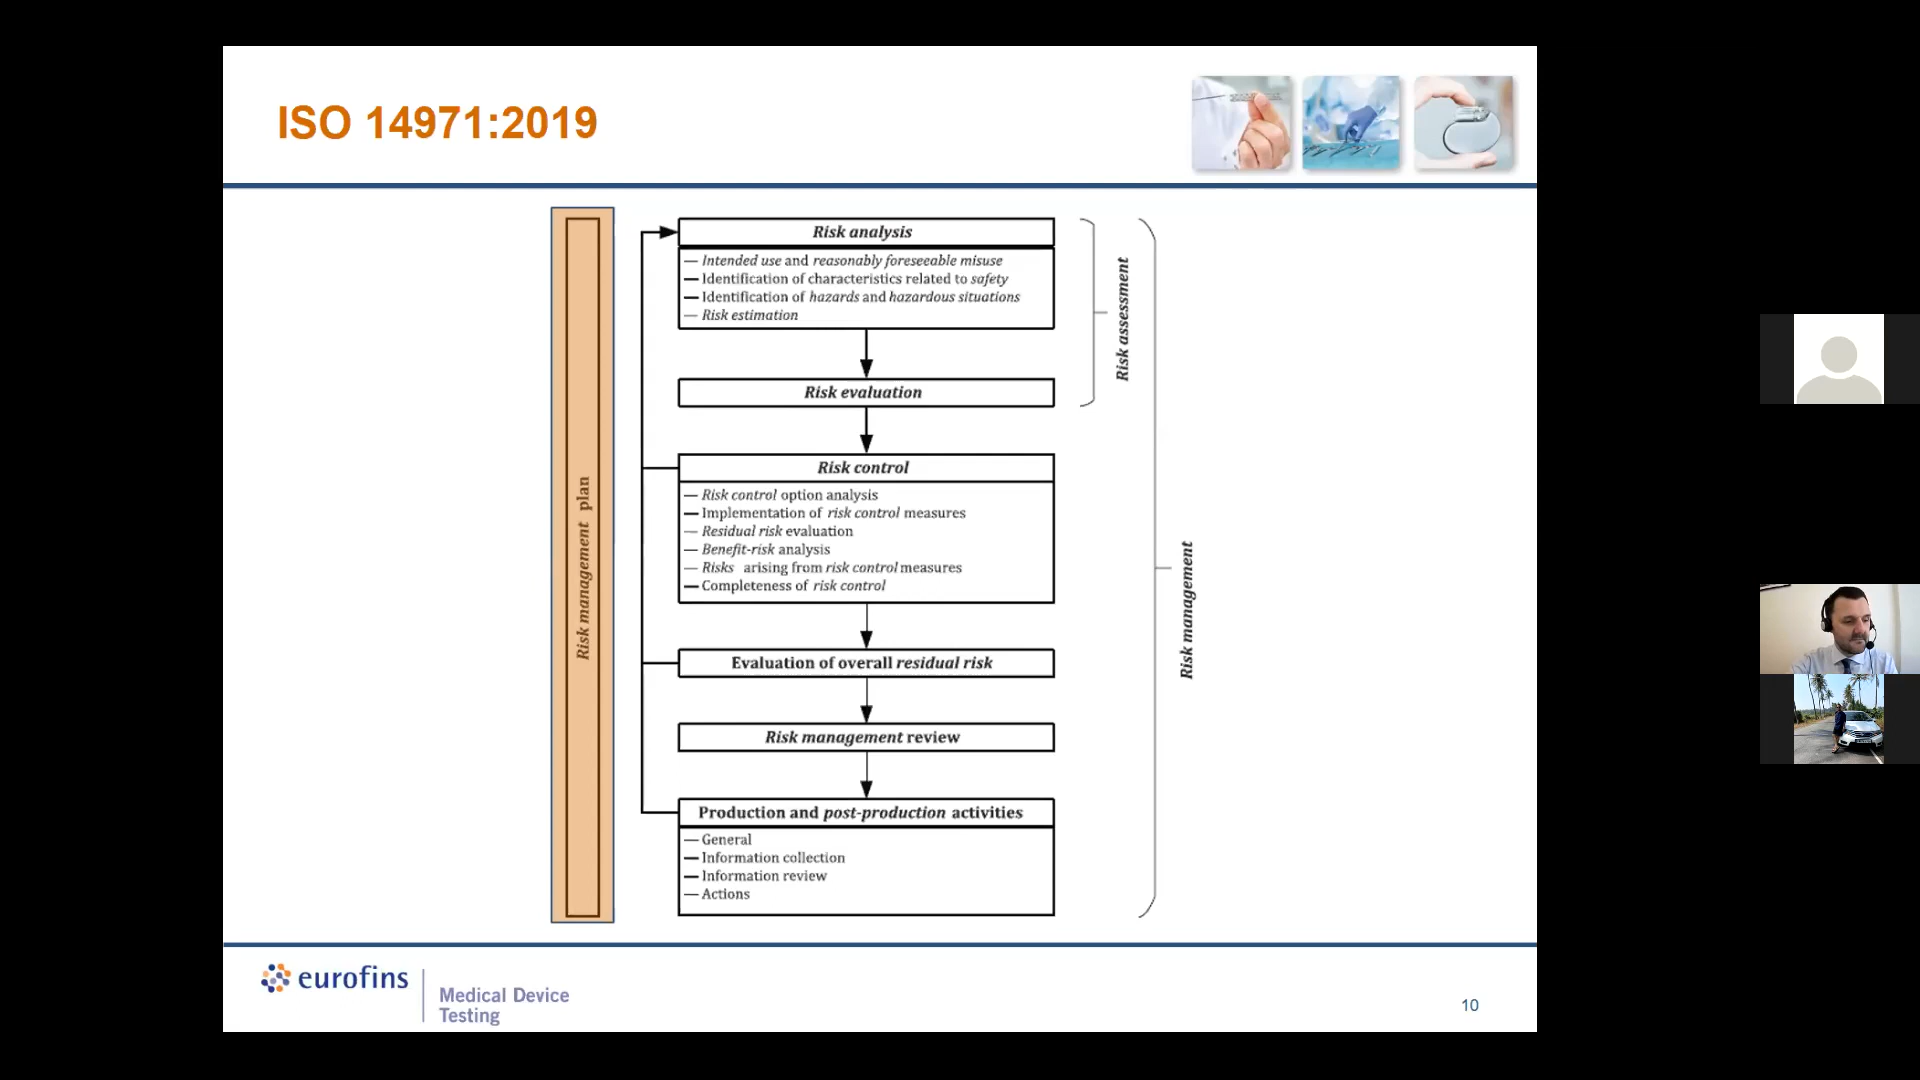 ISO 14971:2019
Risk management plan
Risk analysis
— Intended use and reasonably foreseeable misuse
— Identification of characteristics related to safety
— Identification of hazards and hazardous situations
— Risk estimation
Risk evaluation
Risk assessment
Risk control
— Risk control option analysis
— Implementation of risk control measures
— Residual risk evaluation
— Benefit-risk analysis
— Risks arising from risk control measures
— Completeness of risk control
Evaluation of overall residual risk
Risk management review
Production and post-production activities
— General
— Information collection
— Information review
— Actions
Risk management
eurofins
Medical Device
Testing
10